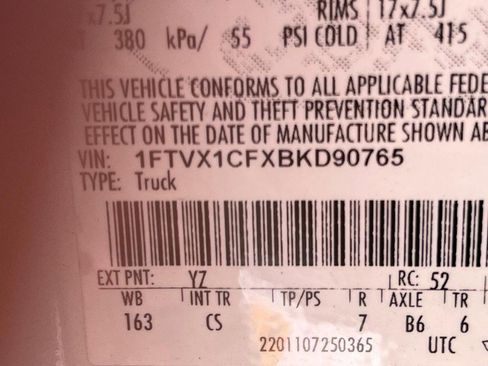 x7.5J RIMS 17x7.5J
AT 380 kPa/ 55 PSI COLD AT 415
THIS VEHICLE CONFORMS TO ALL APPLICABLE FEDE
VEHICLE SAFETY AND THEFT PREVENTION STANDAR
EFFECT ON THE DATE OF MANUFACTURE SHOWN AB
VIN: 1FTVX1CFXBKD90765
TYPE: Truck
EXT PNT: YZ RC: 52
WB INT TR TP/PS R AXLE TR
163 CS 7 B6 6
2201107250365 UTC